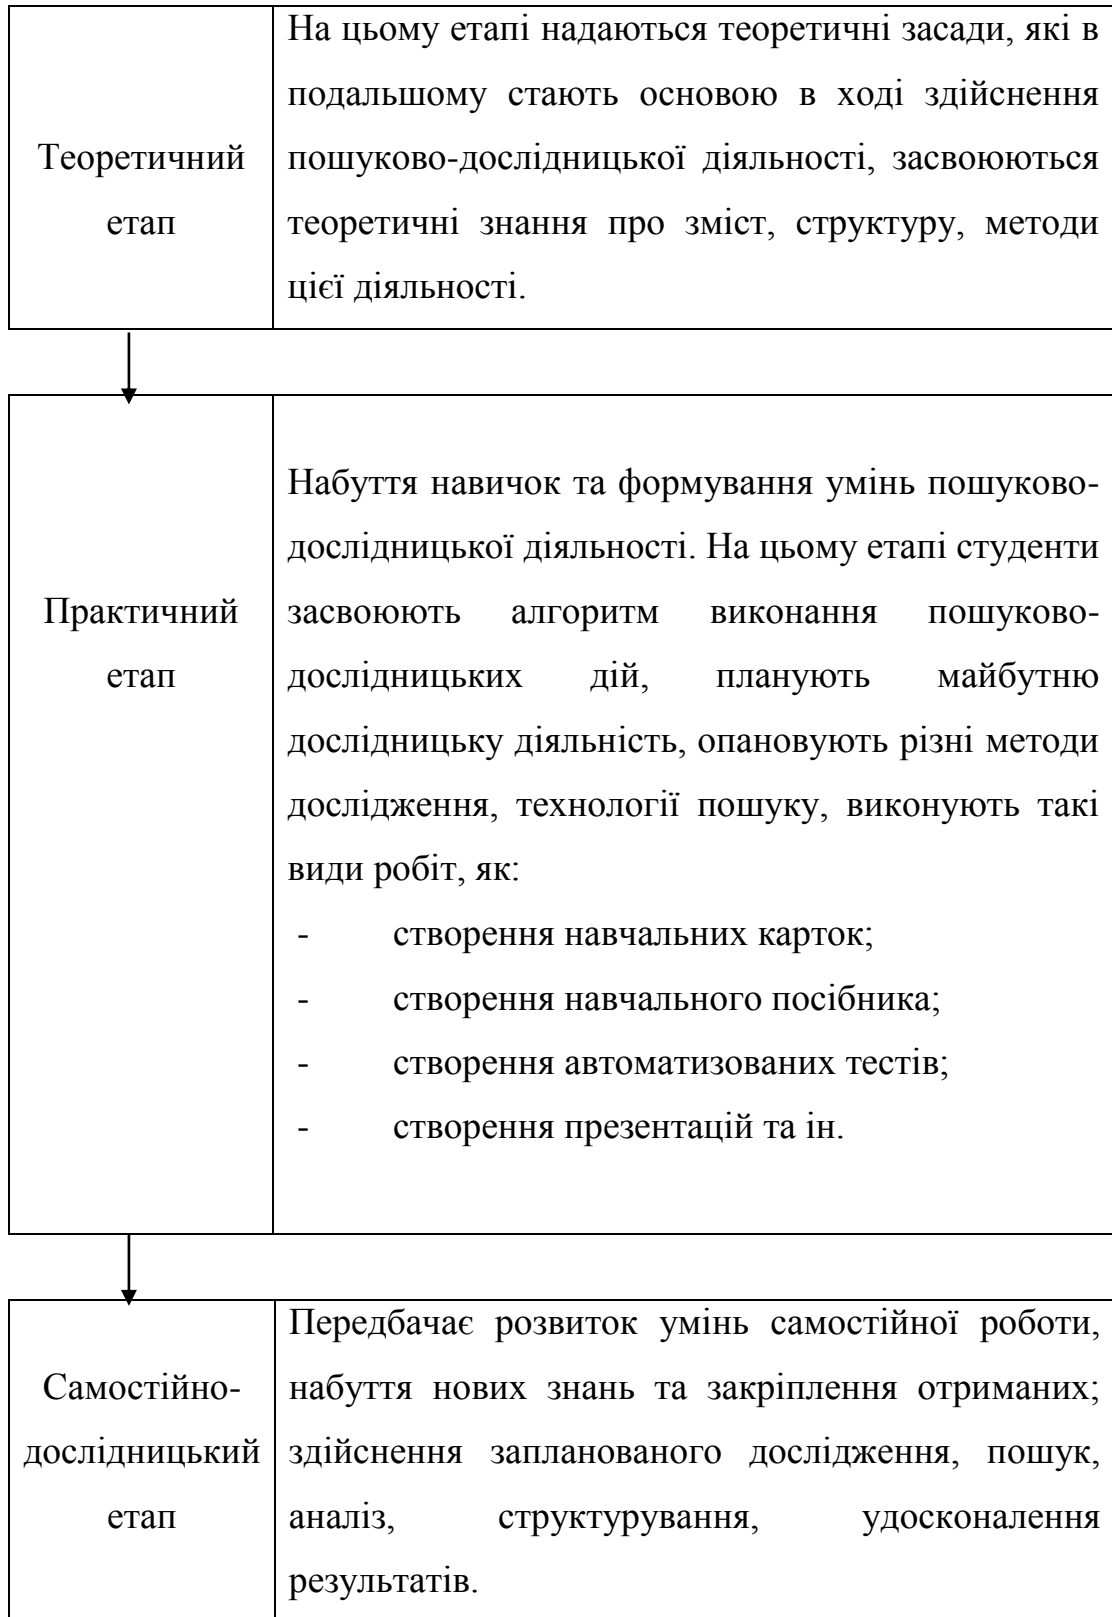 Теоретичний
етап
На цьому етапі надаються теоретичні засади, які в
подальшому стають основою в ході здійснення
пошуково-дослідницької діяльності, засвоюються
теоретичні знання про зміст, структуру, методи
цієї діяльності.
Практичний
етап
Набуття навичок та формування умінь пошуково-
дослідницької діяльності. На цьому етапі студенти
засвоюють алгоритм виконання пошуково-
дослідницьких дій, планують майбутню
дослідницьку діяльність, опановують різні методи
дослідження, технології пошуку, виконують такі
види робіт, як:
- створення навчальних карток;
- створення навчального посібника;
- створення автоматизованих тестів;
- створення презентацій та ін.
Самостійно-
дослідницький
етап
Передбачає розвиток умінь самостійної роботи,
набуття нових знань та закріплення отриманих;
здійснення запланованого дослідження, пошук,
аналіз, структурування, удосконалення
результатів.